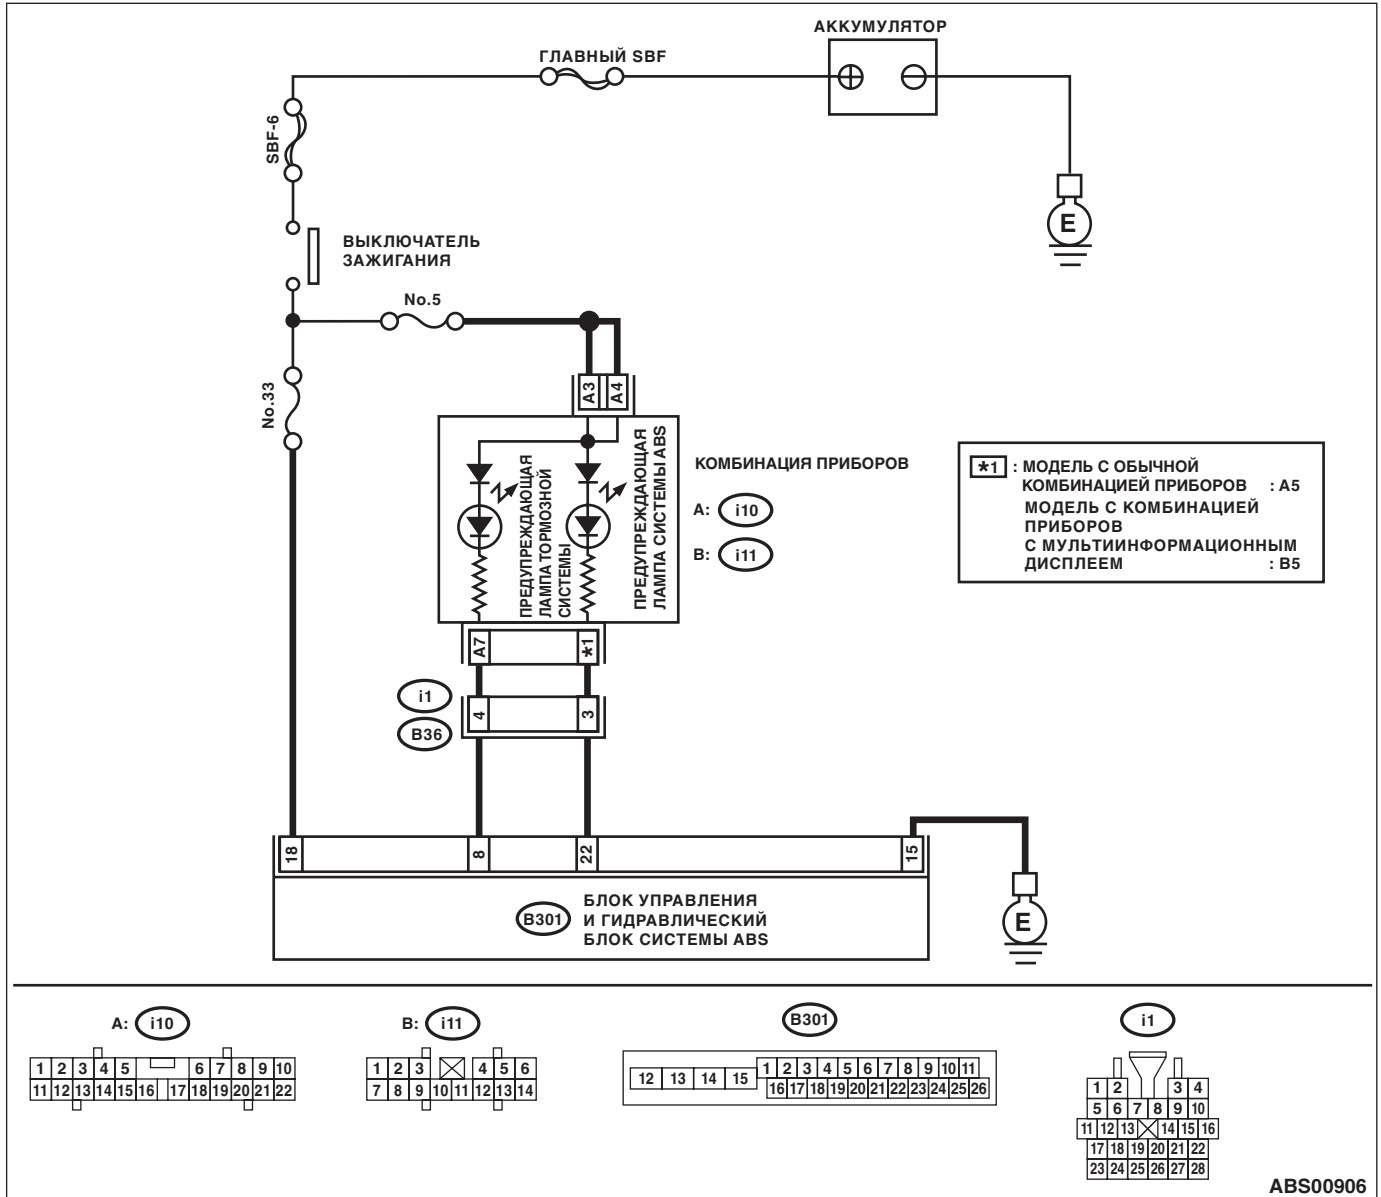 АККУМУЛЯТОР
ГЛАВНЫЙ SBF
SBF-6
E
ВЫКЛЮЧАТЕЛЬ
ЗАЖИГАНИЯ
No.5
No.33
A3
A4
ПРЕДУПРЕЖДАЮЩАЯ
ЛАМПА ТОРМОЗНОЙ
СИСТЕМЫ
ПРЕДУПРЕЖДАЮЩАЯ
ЛАМПА СИСТЕМЫ ABS
КОМБИНАЦИЯ ПРИБОРОВ
A: i10
B: i11
*1 : МОДЕЛЬ С ОБЫЧНОЙ
КОМБИНАЦИЕЙ ПРИБОРОВ : A5
МОДЕЛЬ С КОМБИНАЦИЕЙ
ПРИБОРОВ
С МУЛЬТИИНФОРМАЦИОННЫМ
ДИСПЛЕЕМ : B5
A7
*1
i1
B36
4
3
18
8
22
15
E
B301
БЛОК УПРАВЛЕНИЯ
И ГИДРАВЛИЧЕСКИЙ
БЛОК СИСТЕМЫ ABS
A: i10
1 2 3 4 5 6 7 8 9 10
11 12 13 14 15 16 17 18 19 20 21 22
B: i11
1 2 3 4 5 6
7 8 9 10 11 12 13 14
B301
12 13 14 15
1 2 3 4 5 6 7 8 9 10 11
16 17 18 19 20 21 22 23 24 25 26
i1
1 2 3 4
5 6 7 8 9 10
11 12 13 14 15 16
17 18 19 20 21 22
23 24 25 26 27 28
ABS00906